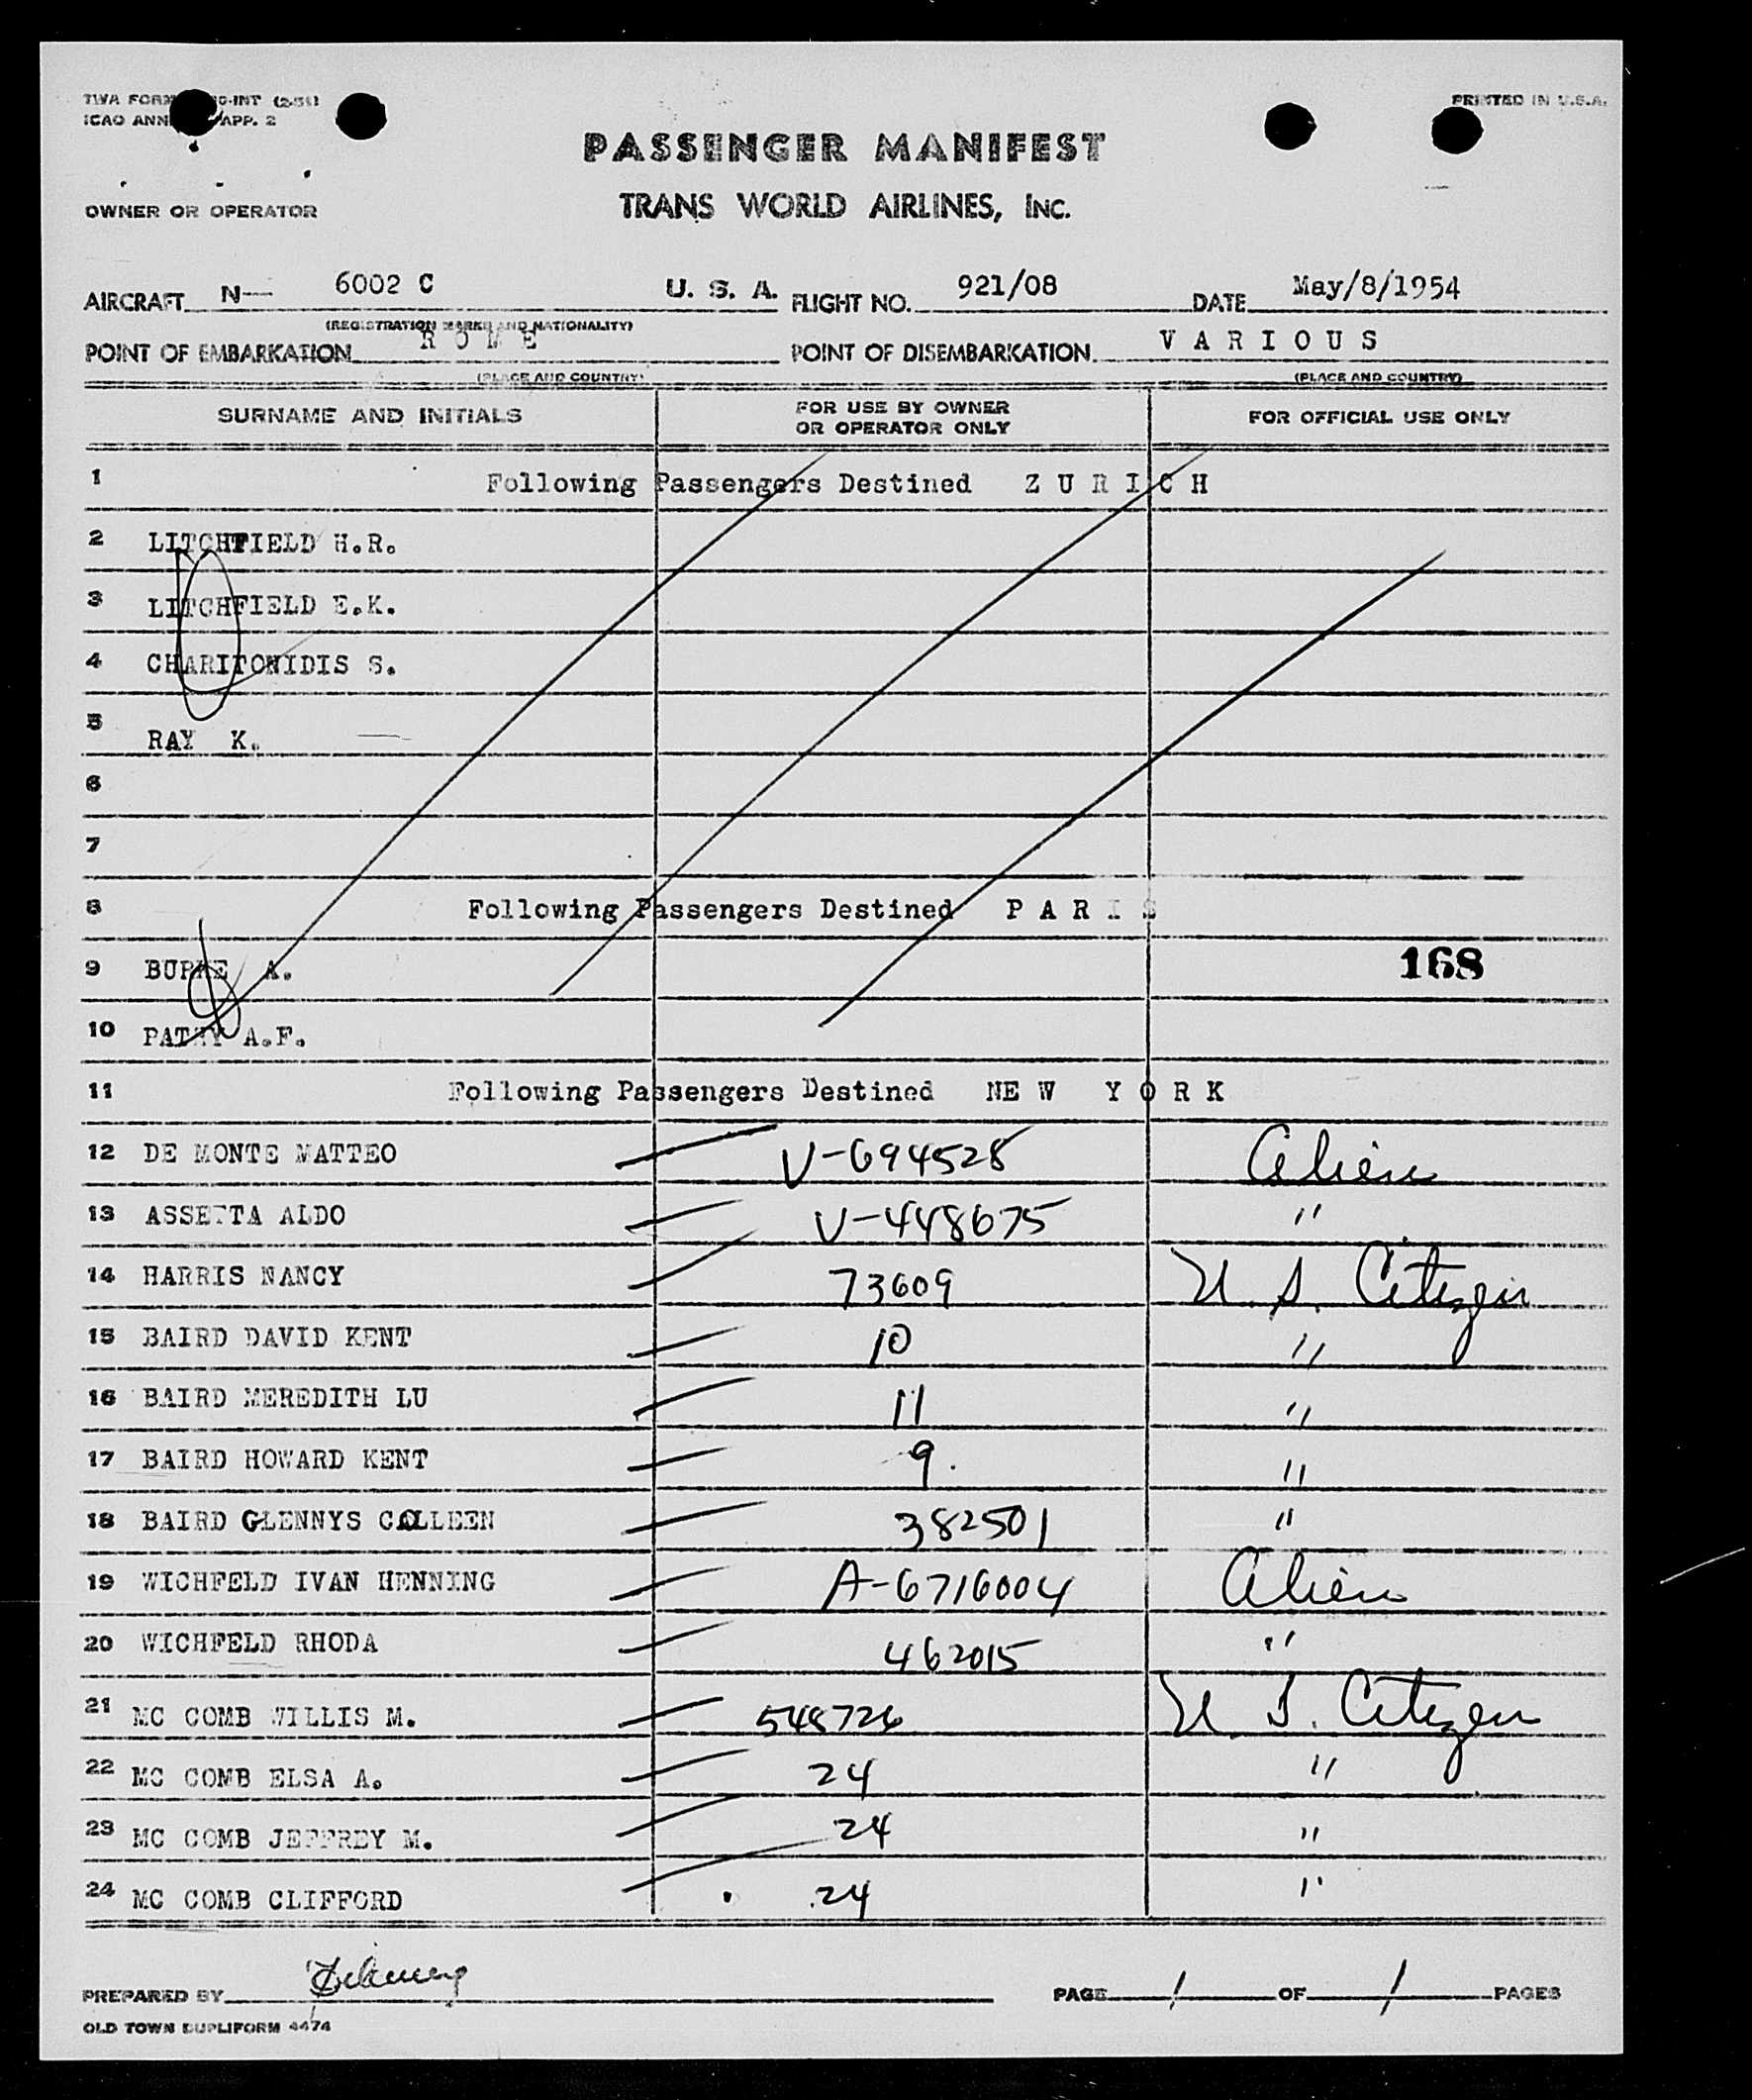 TWA FORM G-INT (2-51)
PRINTED IN U.S.A.
ICAO ANN APP. 2
PASSENGER MANIFEST
OWNER OR OPERATOR
TRANS WORLD AIRLINES, INC.
AIRCRAFT N— 6002 C U. S. A. FLIGHT NO. 921/08 DATE May/8/1954
(REGISTRATION MARKS AND NATIONALITY)
POINT OF EMBARKATION ROME POINT OF DISEMBARKATION VARIOUS
(PLACE AND COUNTRY) (PLACE AND COUNTRY)
SURNAME AND INITIALS FOR USE BY OWNER OR OPERATOR ONLY FOR OFFICIAL USE ONLY
1 Following Passengers Destined ZURICH
2 LITCHFIELD H.R.
3 LITCHFIELD E.K.
4 CHARITONIDIS S.
5 RAY K.
6
7
8 Following Passengers Destined PARIS
9 BURKE A. 168
10 PATHY A.F.
11 Following Passengers Destined NEW YORK
12 DE MONTE MATTEO V-694528 Alien
13 ASSETTA ALDO V-448675 "
14 HARRIS NANCY 73609 U. S. Citizen
15 BAIRD DAVID KENT 10 "
16 BAIRD MEREDITH LU 11 "
17 BAIRD HOWARD KENT 9. "
18 BAIRD GLENNYS COLLEEN 382501 "
19 WICHFELD IVAN HENNING A-6716004 Alien
20 WICHFELD RHODA 462015 "
21 MC COMB WILLIS M. 548726 U S. Citizen
22 MC COMB ELSA A. 24 "
23 MC COMB JEFFREY M. 24 "
24 MC COMB CLIFFORD 24 "
PREPARED BY PAGE 1 OF 1 PAGES
OLD TOWN DUPLIFORM 4474